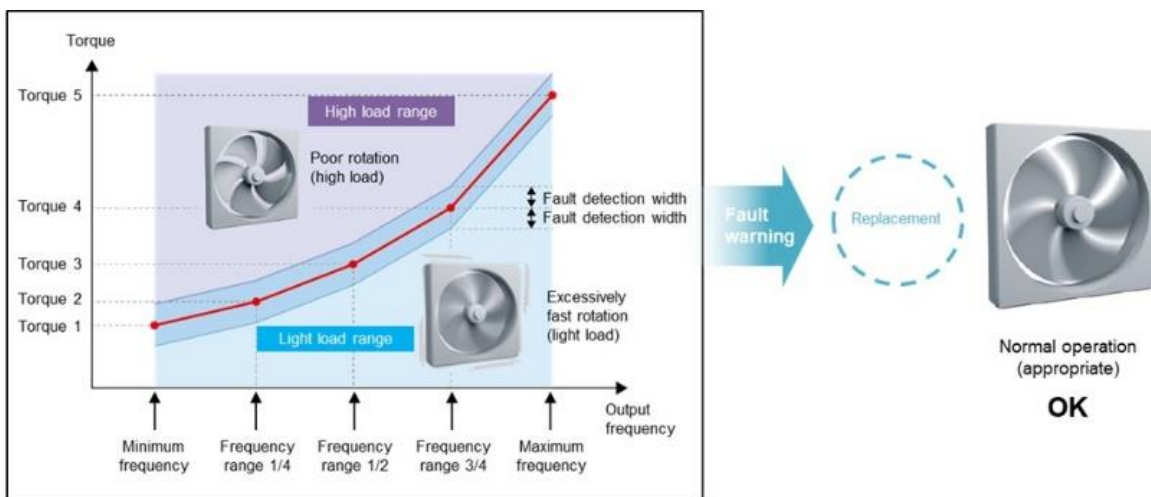 Torque
Torque 5
High load range
Poor rotation
(high load)
Torque 4
Fault detection width
Fault detection width
Torque 3
Torque 2
Torque 1
Light load range
Excessively
fast rotation
(light load)
Output
frequency
Minimum
frequency
Frequency
range 1/4
Frequency
range 1/2
Frequency
range 3/4
Maximum
frequency
Fault
warning
Replacement
Normal operation
(appropriate)
OK